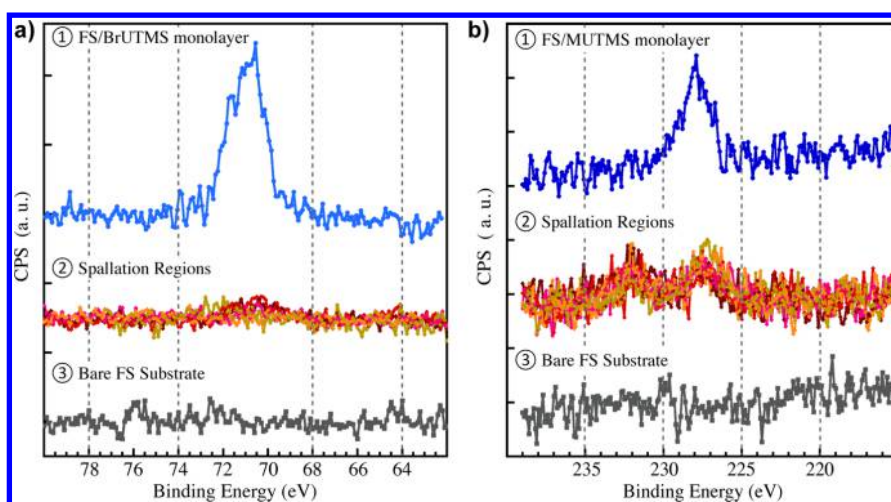 a)
① FS/BrUTMS monolayer
② Spallation Regions
③ Bare FS Substrate
CPS (a. u.)
78 76 74 72 70 68 66 64
Binding Energy (eV)
b)
① FS/MUTMS monolayer
② Spallation Regions
③ Bare FS Substrate
CPS ( a. u.)
235 230 225 220
Binding Energy (eV)